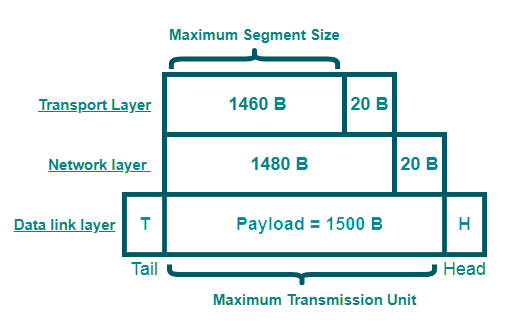 Maximum Segment Size
Transport Layer 1460 B 20 B
Network layer 1480 B 20 B
Data link layer T Payload = 1500 B H
Tail Head
Maximum Transmission Unit